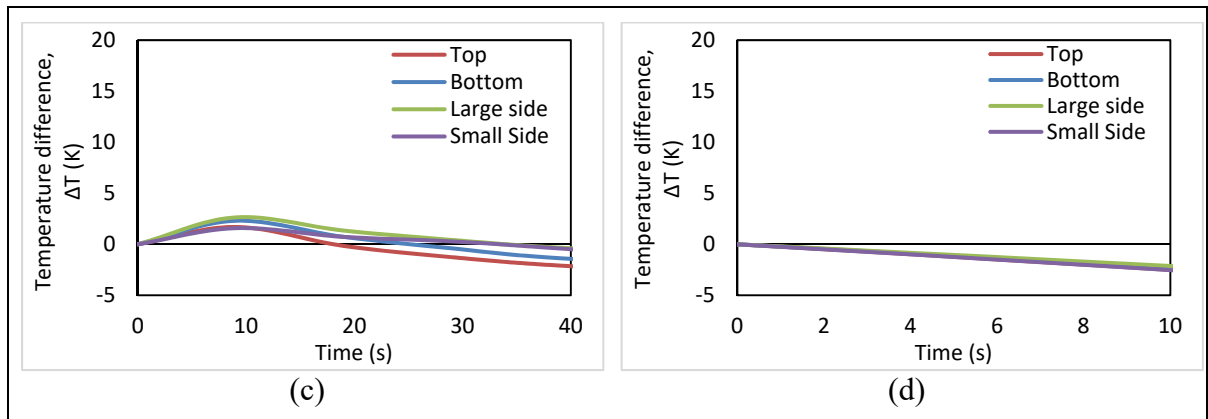 20
15
10
5
0
-5
Temperature difference,
ΔT (K)
Top
Bottom
Large side
Small Side
0
10
20
30
40
Time (s)
(c)
20
15
10
5
0
-5
Temperature difference,
ΔT (K)
Top
Bottom
Large side
Small Side
0
2
4
6
8
10
Time (s)
(d)